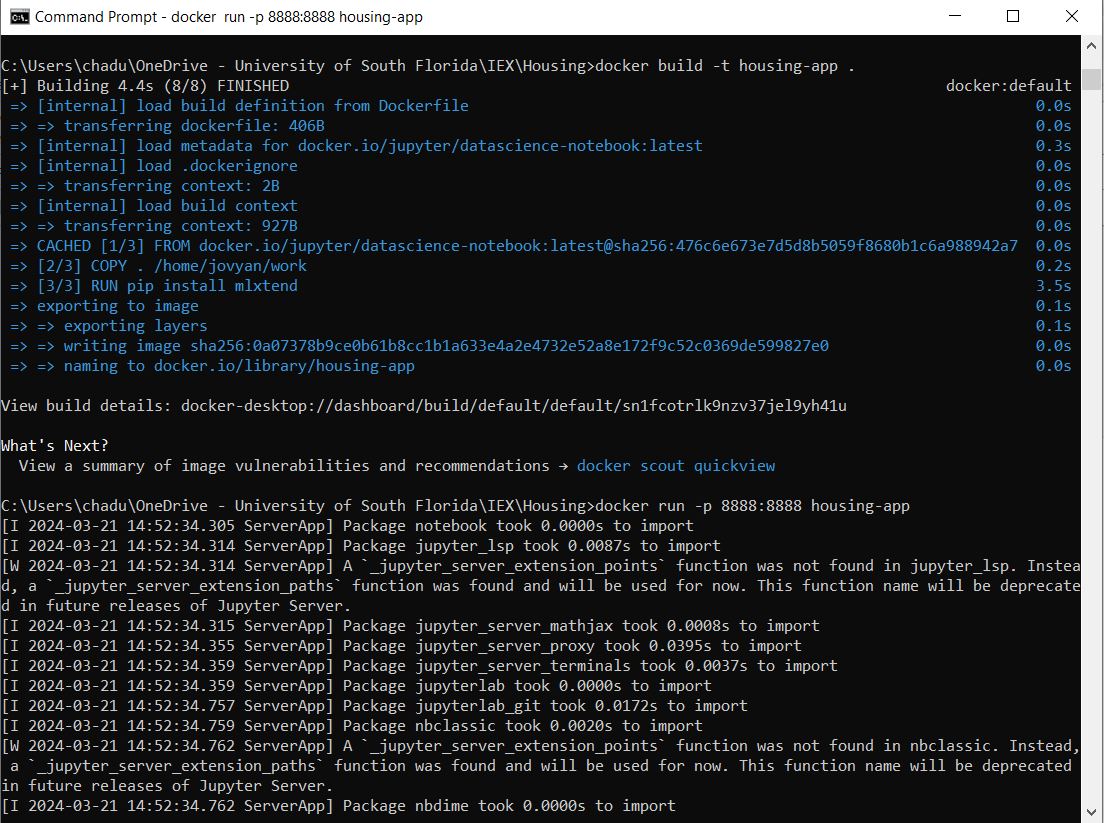 Command Prompt - docker  run -p 8888:8888 housing-app
C:\Users\chadu\OneDrive - University of South Florida\IEX\Housing>docker build -t housing-app .
[+] Building 4.4s (8/8) FINISHED docker:default
=> [internal] load build definition from Dockerfile 0.0s
=> => transferring dockerfile: 406B 0.0s
=> [internal] load metadata for docker.io/jupyter/datascience-notebook:latest 0.3s
=> [internal] load .dockerignore 0.0s
=> => transferring context: 2B 0.0s
=> [internal] load build context 0.0s
=> => transferring context: 927B 0.0s
=> CACHED [1/3] FROM docker.io/jupyter/datascience-notebook:latest@sha256:476c6e673e7d5d8b5059f8680b1c6a988942a7 0.0s
=> [2/3] COPY . /home/jovyan/work 0.2s
=> [3/3] RUN pip install mlxtend 3.5s
=> exporting to image 0.1s
=> => exporting layers 0.1s
=> => writing image sha256:0a07378b9ce0b61b8cc1b1a633e4a2e4732e52a8e172f9c52c0369de599827e0 0.0s
=> => naming to docker.io/library/housing-app 0.0s
View build details: docker-desktop://dashboard/build/default/default/sn1fcotrlk9nzv37jel9yh41u
What's Next?
View a summary of image vulnerabilities and recommendations → docker scout quickview
C:\Users\chadu\OneDrive - University of South Florida\IEX\Housing>docker run -p 8888:8888 housing-app
[I 2024-03-21 14:52:34.305 ServerApp] Package notebook took 0.0000s to import
[I 2024-03-21 14:52:34.314 ServerApp] Package jupyter_lsp took 0.0087s to import
[W 2024-03-21 14:52:34.314 ServerApp] A `_jupyter_server_extension_points` function was not found in jupyter_lsp. Instea
d, a `_jupyter_server_extension_paths` function was found and will be used for now. This function name will be deprecate
d in future releases of Jupyter Server.
[I 2024-03-21 14:52:34.315 ServerApp] Package jupyter_server_mathjax took 0.0008s to import
[I 2024-03-21 14:52:34.355 ServerApp] Package jupyter_server_proxy took 0.0395s to import
[I 2024-03-21 14:52:34.359 ServerApp] Package jupyter_server_terminals took 0.0037s to import
[I 2024-03-21 14:52:34.359 ServerApp] Package jupyterlab took 0.0000s to import
[I 2024-03-21 14:52:34.757 ServerApp] Package jupyterlab_git took 0.0172s to import
[I 2024-03-21 14:52:34.759 ServerApp] Package nbclassic took 0.0020s to import
[W 2024-03-21 14:52:34.762 ServerApp] A `_jupyter_server_extension_points` function was not found in nbclassic. Instead,
a `_jupyter_server_extension_paths` function was found and will be used for now. This function name will be deprecated
in future releases of Jupyter Server.
[I 2024-03-21 14:52:34.762 ServerApp] Package nbdime took 0.0000s to import